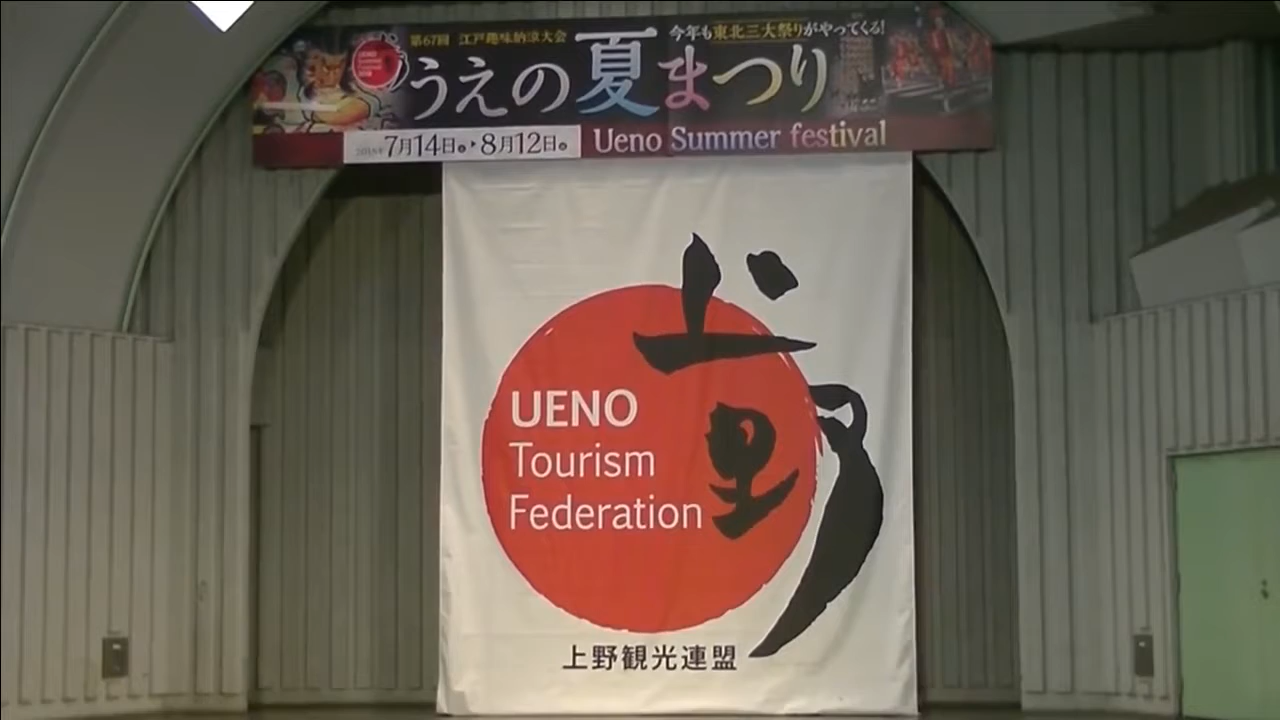 第67回 江戸趣味納涼大会
今年も東北三大祭りがやってくる!
うえの夏まつり
7月14日 ▸ 8月12日
Ueno Summer festival
UENO
Tourism
Federation
上野観光連盟